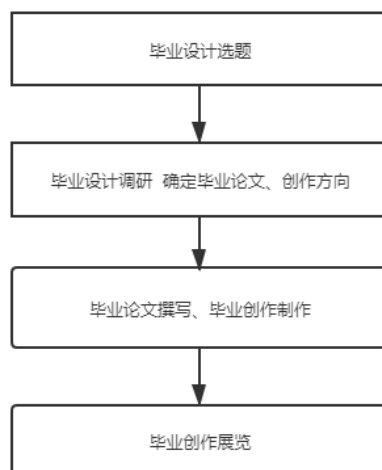 毕业设计选题
毕业设计调研 确定毕业论文、创作方向
毕业论文撰写、毕业创作制作
毕业创作展览